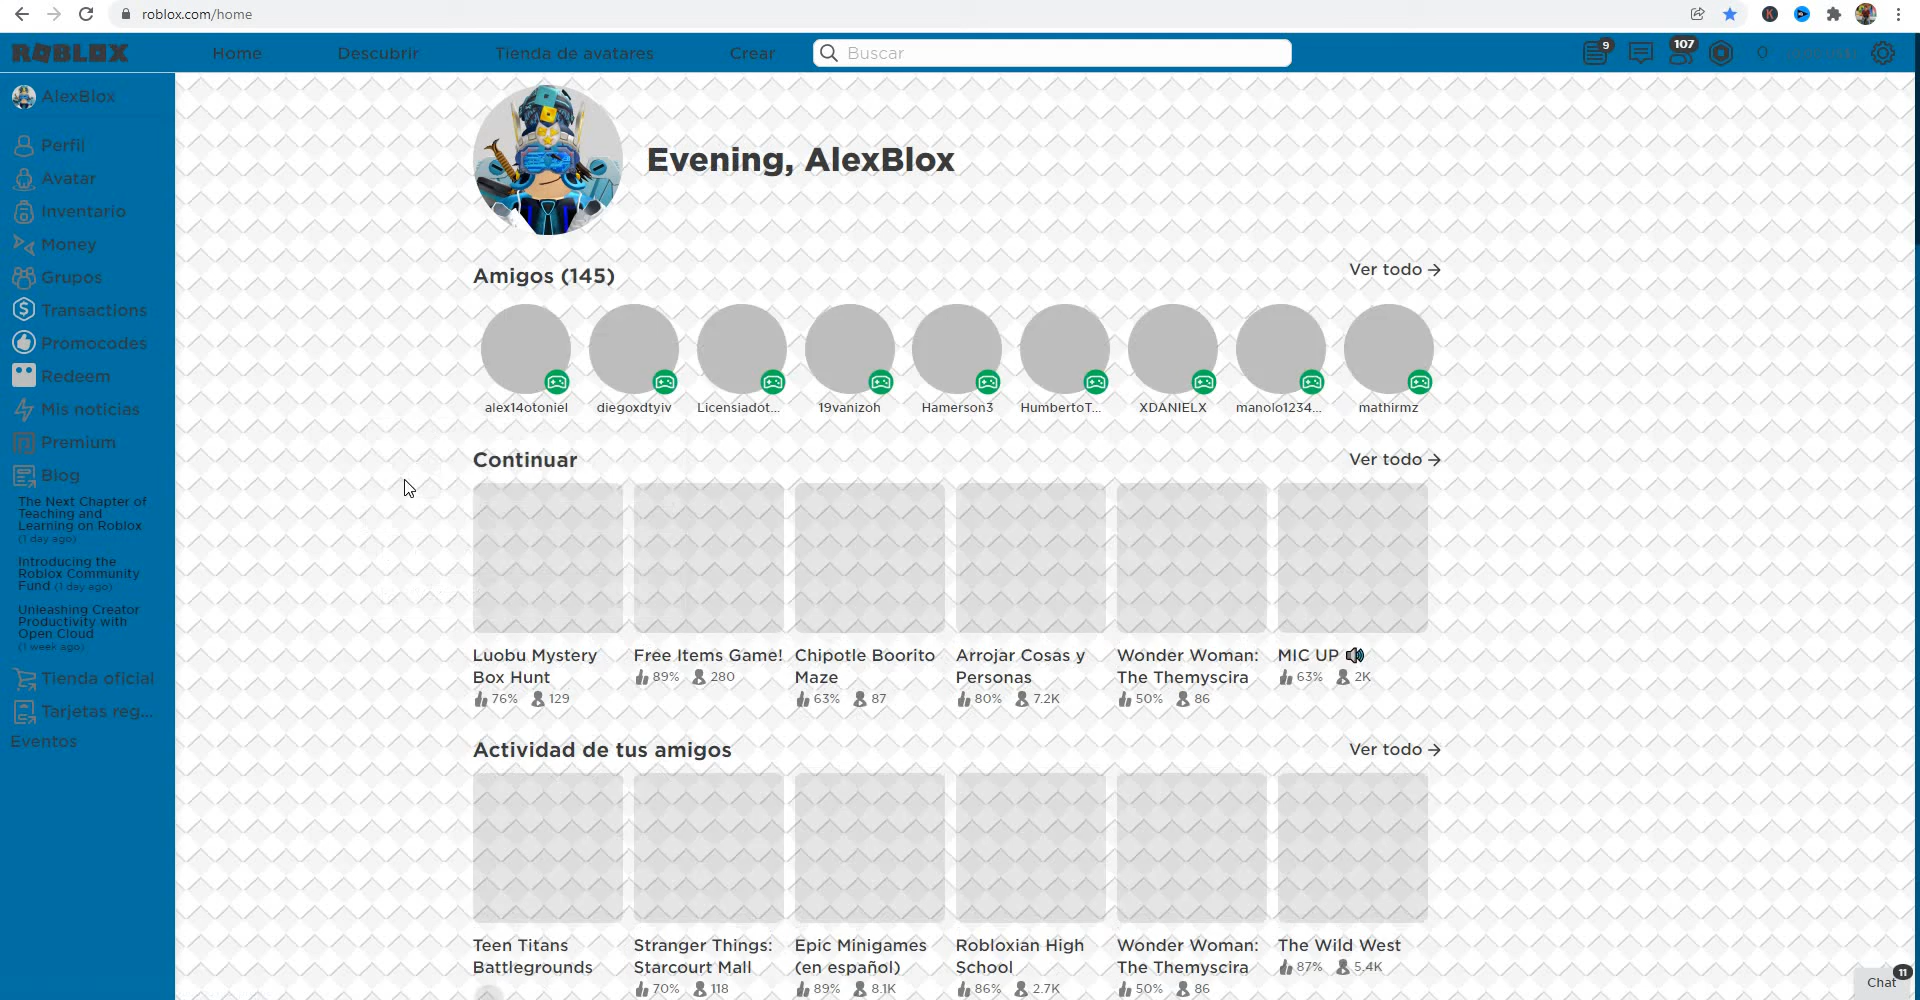 roblox.com/home
ROBLOX
Home
Descubrir
Tienda de avatares
Crear
Buscar
9
107
0
AlexBlox
Perfil
Avatar
Inventario
Money
Grupos
Transactions
Promocodes
Redeem
Mis noticias
Premium
Blog
The Next Chapter of
Teaching and
Learning on Roblox
(1 day ago)
Introducing the
Roblox Community
Fund (1 day ago)
Unleashing Creator
Productivity with
Open Cloud
(1 week ago)
Tienda oficial
Tarjetas reg...
Eventos
Evening, AlexBlox
Amigos (145)
Ver todo →
alex14otoniel
diegoxdtyiv
Licensiadot...
19vanizoh
Hamerson3
HumbertoT...
XDANIELX
manolo1234...
mathirmz
Continuar
Ver todo →
Luobu Mystery
Box Hunt
76% 129
Free Items Game!
89% 280
Chipotle Boorito
Maze
63% 87
Arrojar Cosas y
Personas
80% 7.2K
Wonder Woman:
The Themyscira
50% 86
MIC UP 🔊
63% 2K
Actividad de tus amigos
Ver todo →
Teen Titans
Battlegrounds
Stranger Things:
Starcourt Mall
70% 118
Epic Minigames
(en español)
89% 8.1K
Robloxian High
School
86% 2.7K
Wonder Woman:
The Themyscira
50% 86
The Wild West
87% 5.4K
Chat
11